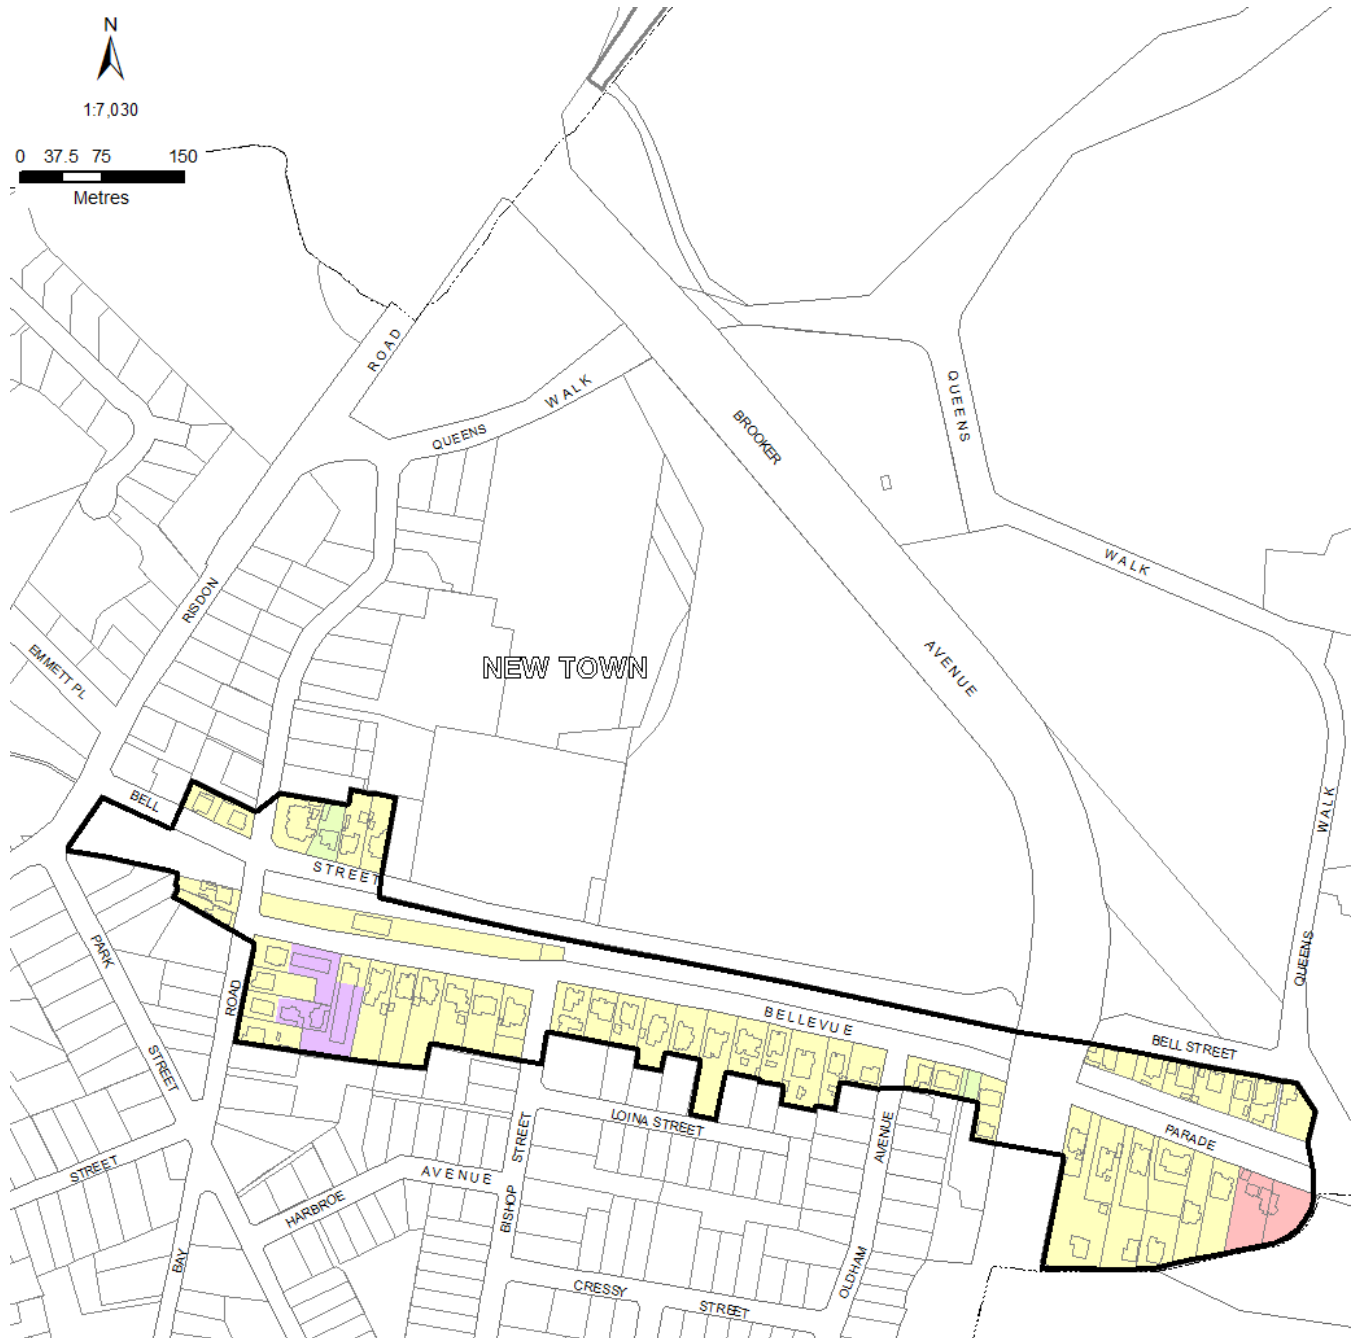 N
1:7,030
0 37.5 75 150
Metres
ROAD
QUEENS
WALK
QUEENS
WALK
BROOKER
AVENUE
RISDON
EMMETT PL
NEW TOWN
WALK
QUEENS
BELL
STREET
PARK
STREET
ROAD
BAY
BELLEVUE
PARADE
BELL STREET
LOINA STREET
STREET
BISHOP
AVENUE
OLDHAM
STREET
HARBROE
AVENUE
CRESSY
STREET